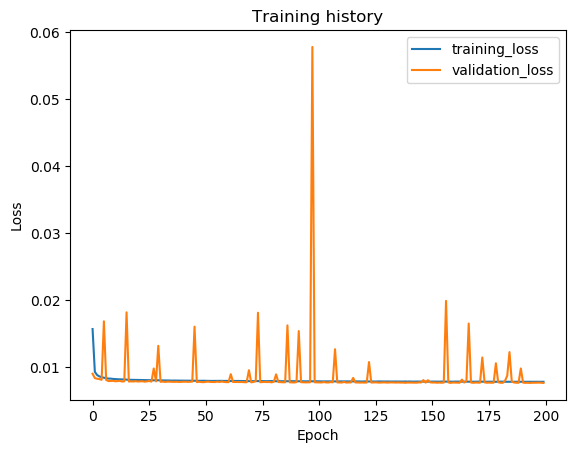 Training history
training_loss
validation_loss
0.06
0.05
0.04
0.03
0.02
0.01
Loss
0 25 50 75 100 125 150 175 200
Epoch